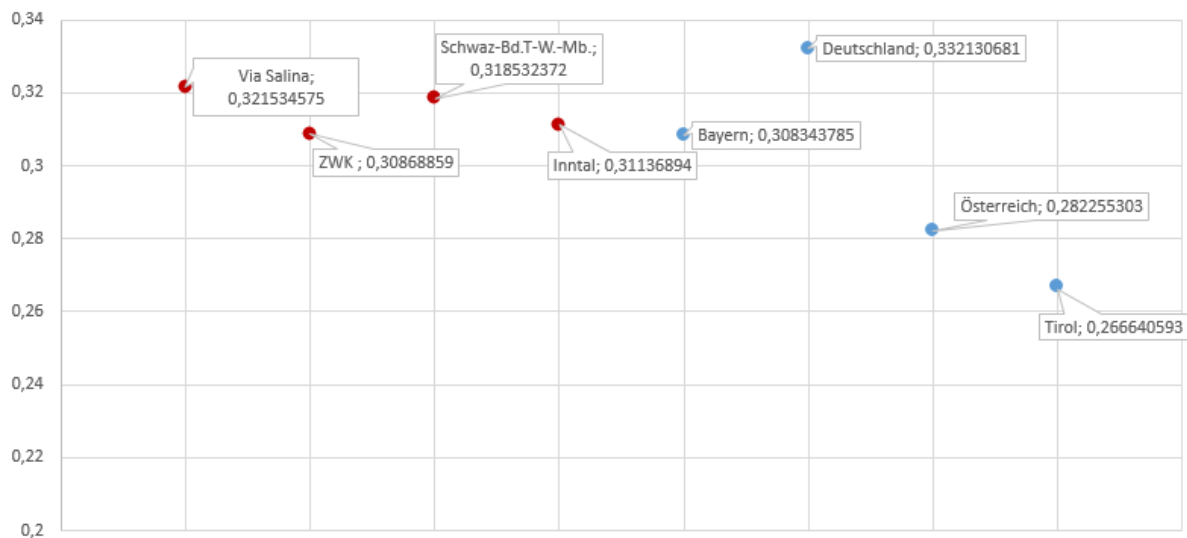 0,34
0,32
0,3
0,28
0,26
0,24
0,22
0,2
Via Salina;
0,321534575
ZWK ; 0,30868859
Schwaz-Bd.T-W.-Mb.;
0,318532372
Inntal; 0,31136894
Bayern; 0,308343785
Deutschland; 0,332130681
Österreich; 0,282255303
Tirol; 0,266640593